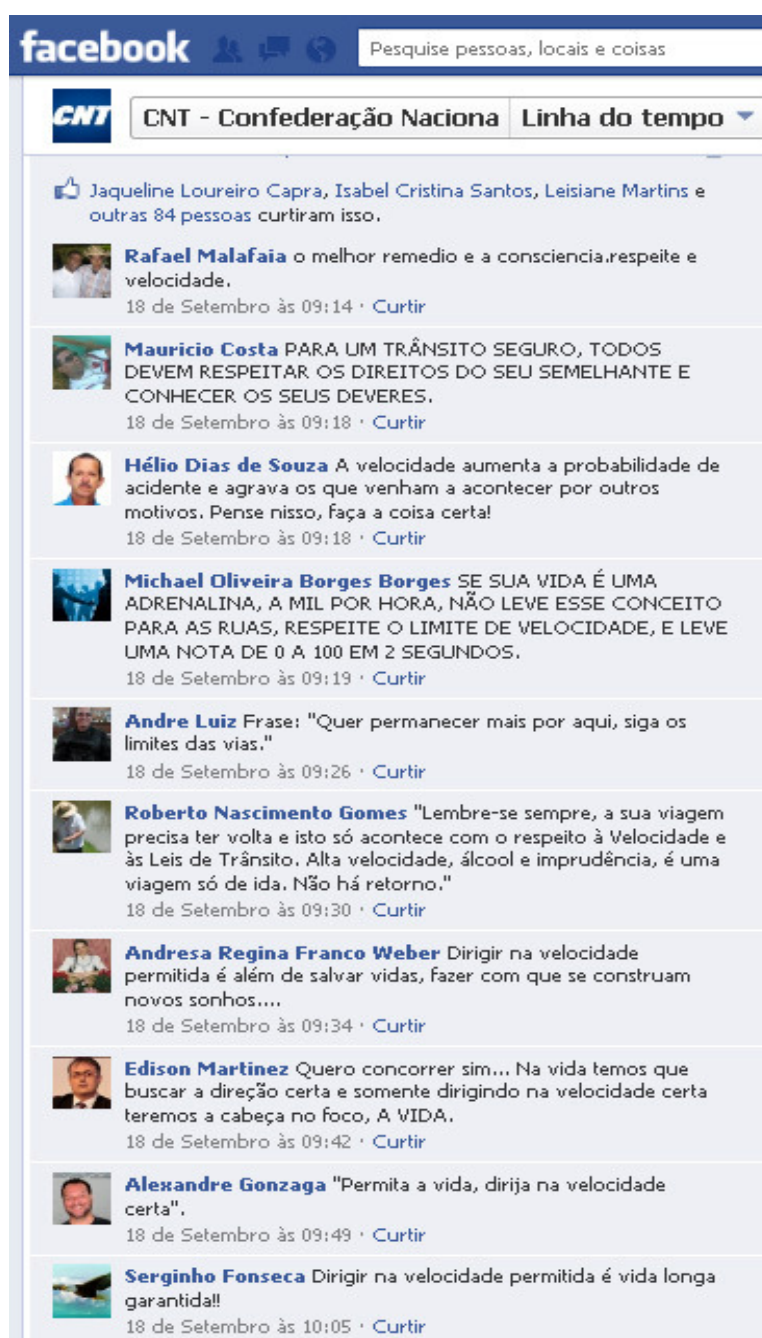 facebook Pesquise pessoas, locais e coisas
CNT CNT - Confederação Naciona Linha do tempo
Jaqueline Loureiro Capra, Isabel Cristina Santos, Leisiane Martins e
outras 84 pessoas curtiram isso.
Rafael Malafaia o melhor remedio e a consciencia.respeite e
velocidade.
18 de Setembro às 09:14 · Curtir
Mauricio Costa PARA UM TRÂNSITO SEGURO, TODOS
DEVEM RESPEITAR OS DIREITOS DO SEU SEMELHANTE E
CONHECER OS SEUS DEVERES.
18 de Setembro às 09:18 · Curtir
Hélio Dias de Souza A velocidade aumenta a probabilidade de
acidente e agrava os que venham a acontecer por outros
motivos. Pense nisso, faça a coisa certa!
18 de Setembro às 09:18 · Curtir
Michael Oliveira Borges Borges SE SUA VIDA É UMA
ADRENALINA, A MIL POR HORA, NÃO LEVE ESSE CONCEITO
PARA AS RUAS, RESPEITE O LIMITE DE VELOCIDADE, E LEVE
UMA NOTA DE 0 A 100 EM 2 SEGUNDOS.
18 de Setembro às 09:19 · Curtir
Andre Luiz Frase: "Quer permanecer mais por aqui, siga os
limites das vias."
18 de Setembro às 09:26 · Curtir
Roberto Nascimento Gomes "Lembre-se sempre, a sua viagem
precisa ter volta e isto só acontece com o respeito à Velocidade e
às Leis de Trânsito. Alta velocidade, álcool e imprudência, é uma
viagem só de ida. Não há retorno."
18 de Setembro às 09:30 · Curtir
Andresa Regina Franco Weber Dirigir na velocidade
permitida é além de salvar vidas, fazer com que se construam
novos sonhos....
18 de Setembro às 09:34 · Curtir
Edison Martinez Quero concorrer sim... Na vida temos que
buscar a direção certa e somente dirigindo na velocidade certa
teremos a cabeça no foco, A VIDA.
18 de Setembro às 09:42 · Curtir
Alexandre Gonzaga "Permita a vida, dirija na velocidade
certa".
18 de Setembro às 09:49 · Curtir
Serginho Fonseca Dirigir na velocidade permitida é vida longa
garantida!!
18 de Setembro às 10:05 · Curtir